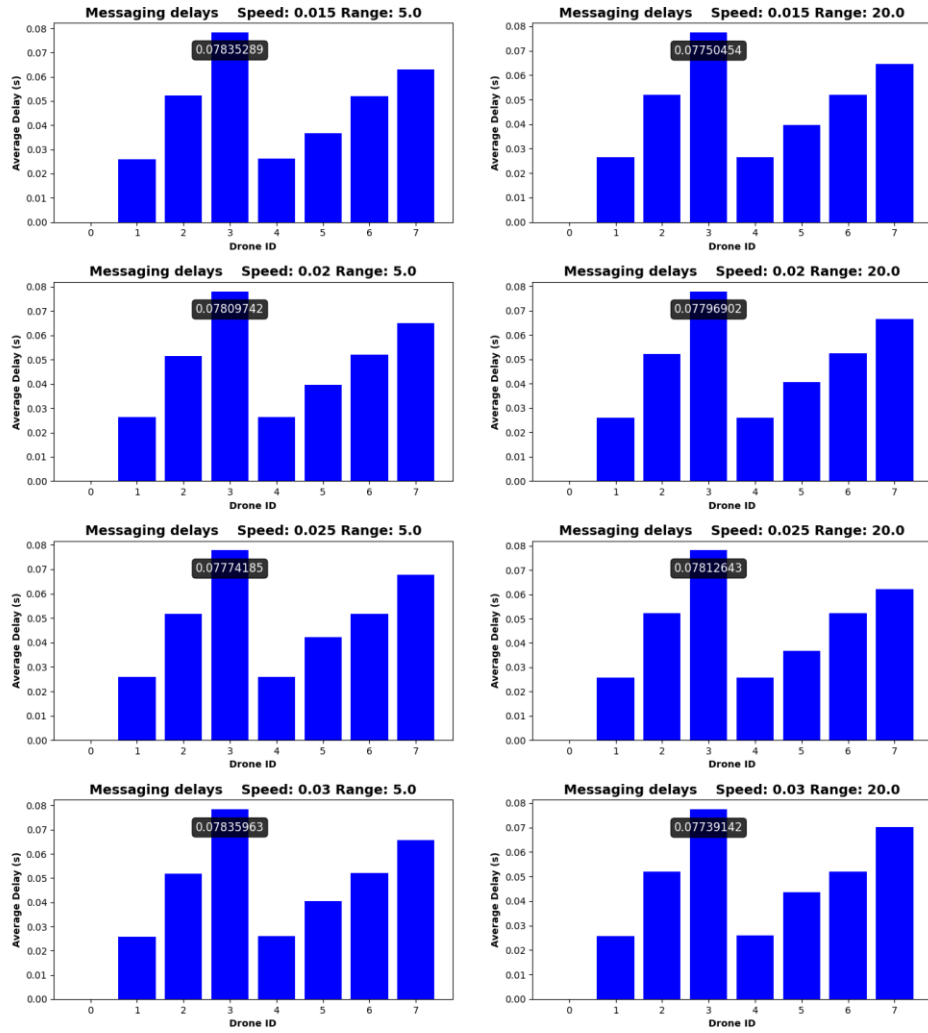 Messaging delays    Speed: 0.015 Range: 5.0
Average Delay (s)
0.08
0.07
0.06
0.05
0.04
0.03
0.02
0.01
0.00
0.07835289
0 1 2 3 4 5 6 7
Drone ID
Messaging delays    Speed: 0.015 Range: 20.0
Average Delay (s)
0.08
0.07
0.06
0.05
0.04
0.03
0.02
0.01
0.00
0.07750454
0 1 2 3 4 5 6 7
Drone ID
Messaging delays    Speed: 0.02 Range: 5.0
Average Delay (s)
0.08
0.07
0.06
0.05
0.04
0.03
0.02
0.01
0.00
0.07809742
0 1 2 3 4 5 6 7
Drone ID
Messaging delays    Speed: 0.02 Range: 20.0
Average Delay (s)
0.08
0.07
0.06
0.05
0.04
0.03
0.02
0.01
0.00
0.07796902
0 1 2 3 4 5 6 7
Drone ID
Messaging delays    Speed: 0.025 Range: 5.0
Average Delay (s)
0.08
0.07
0.06
0.05
0.04
0.03
0.02
0.01
0.00
0.07774185
0 1 2 3 4 5 6 7
Drone ID
Messaging delays    Speed: 0.025 Range: 20.0
Average Delay (s)
0.08
0.07
0.06
0.05
0.04
0.03
0.02
0.01
0.00
0.07812643
0 1 2 3 4 5 6 7
Drone ID
Messaging delays    Speed: 0.03 Range: 5.0
Average Delay (s)
0.08
0.07
0.06
0.05
0.04
0.03
0.02
0.01
0.00
0.07835963
0 1 2 3 4 5 6 7
Drone ID
Messaging delays    Speed: 0.03 Range: 20.0
Average Delay (s)
0.08
0.07
0.06
0.05
0.04
0.03
0.02
0.01
0.00
0.07739142
0 1 2 3 4 5 6 7
Drone ID